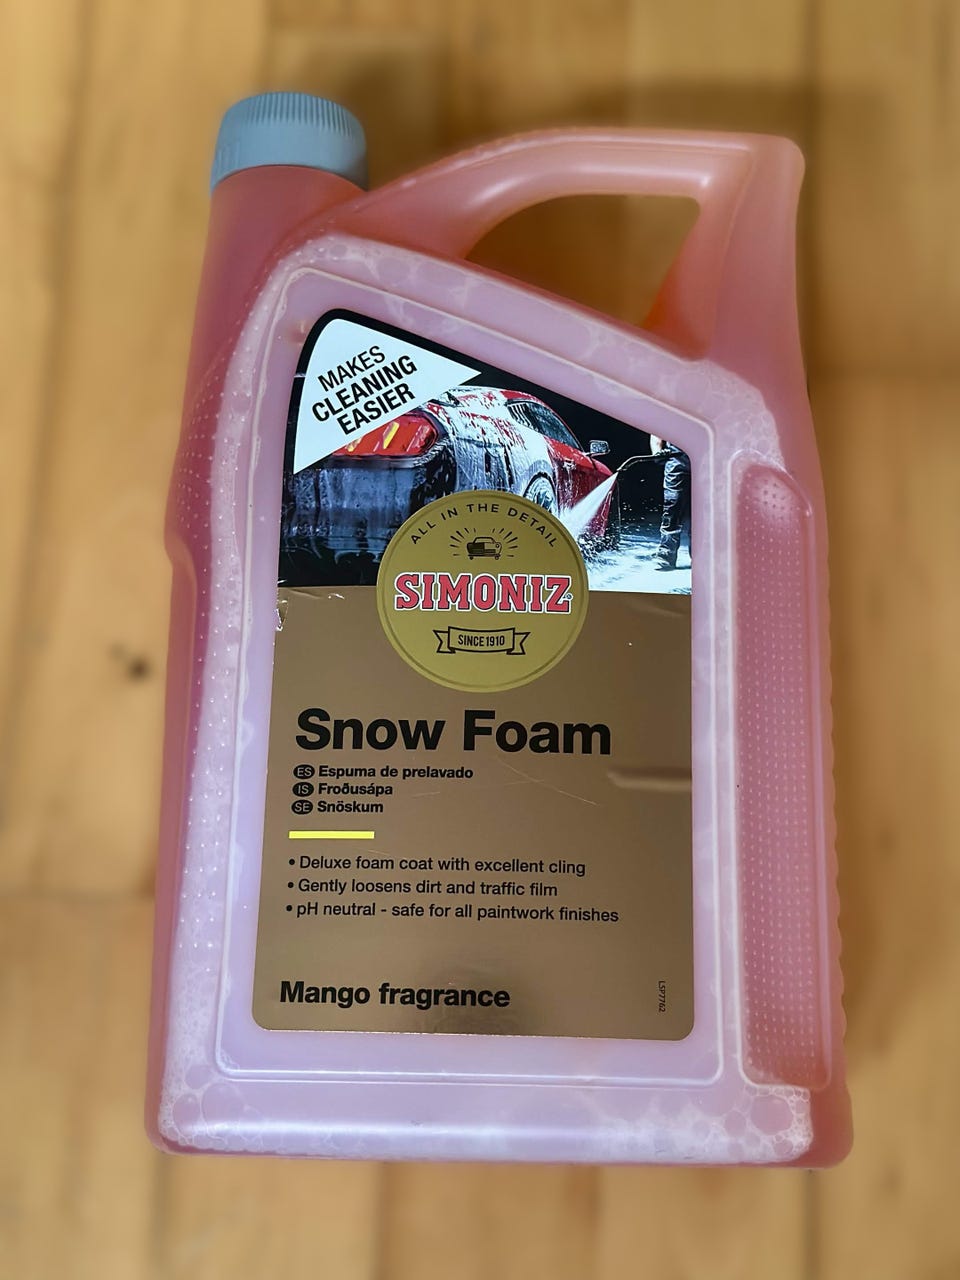 MAKES
CLEANING
EASIER
ALL IN THE DETAIL
SIMONIZ
SINCE 1910
Snow Foam
ES Espuma de prelavado
IS Froðusápa
SE Snöskum
• Deluxe foam coat with excellent cling
• Gently loosens dirt and traffic film
• pH neutral - safe for all paintwork finishes
Mango fragrance
LSP7762